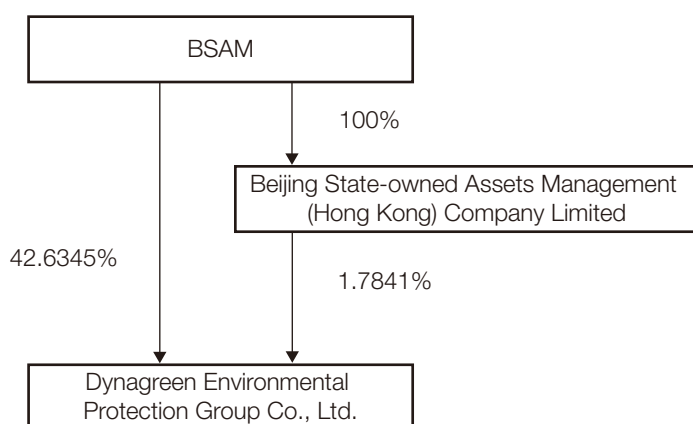 BSAM
100%
Beijing State-owned Assets Management
(Hong Kong) Company Limited
42.6345%
1.7841%
Dynagreen Environmental
Protection Group Co., Ltd.